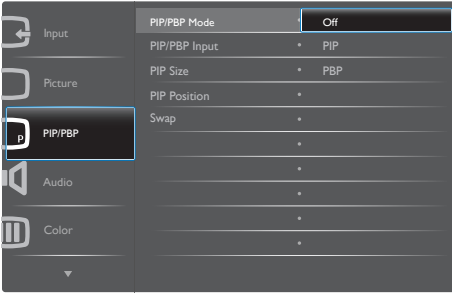 Input
Picture
P
PIP/PBP
Audio
Color
PIP/PBP Mode
Off
PIP/PBP Input
PIP
PIP Size
PBP
PIP Position
Swap